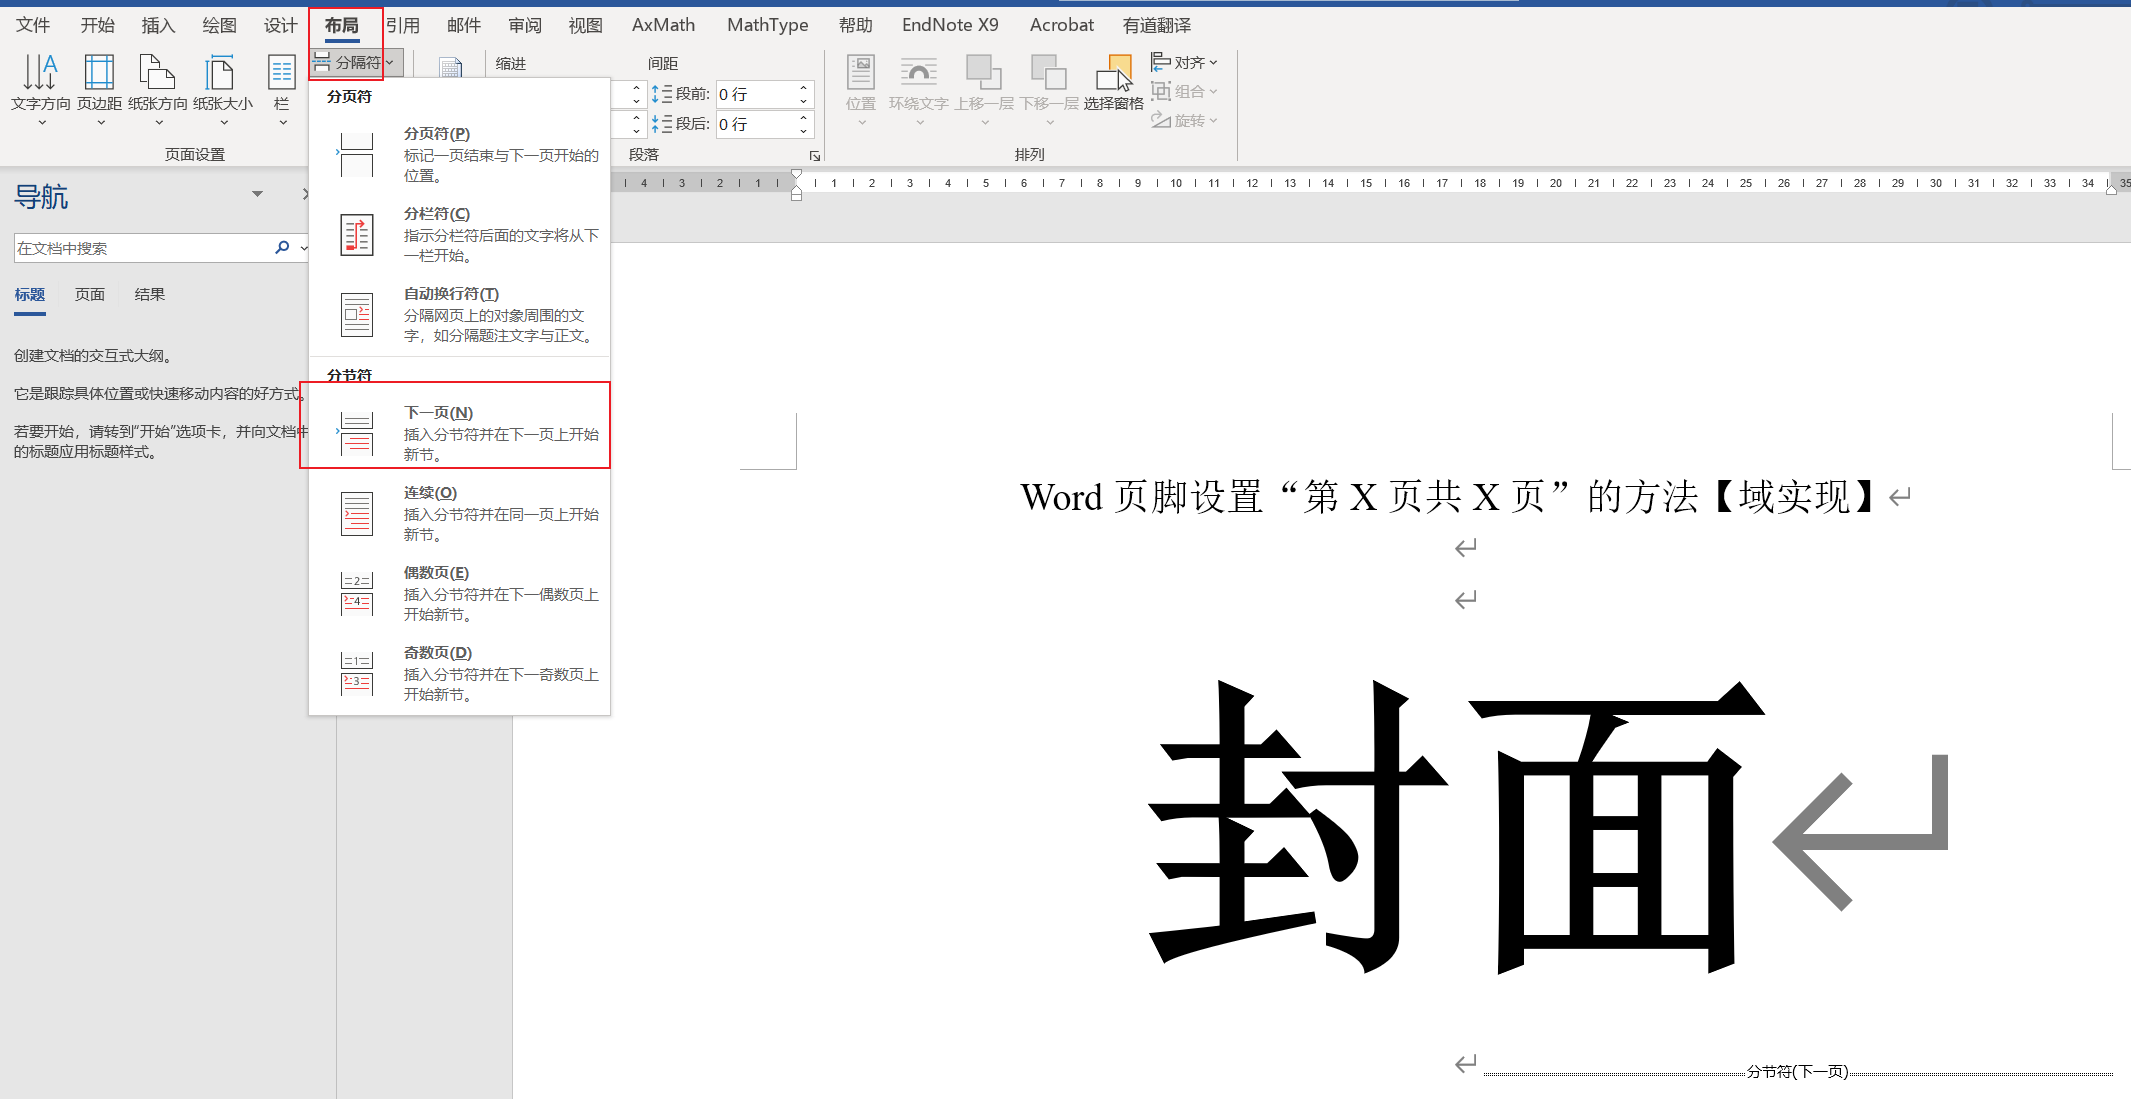 文件 开始 插入 绘图 设计 布局 引用 邮件 审阅 视图 AxMath MathType 帮助 EndNote X9 Acrobat 有道翻译
分隔符 缩进 间距 对齐
段前: 0 行 组合
文字方向 页边距 纸张方向 纸张大小 栏 位置 环绕文字 上移一层 下移一层 选择窗格
段后: 0 行 旋转
页面设置 段落 排列
4 3 2 1 1 2 3 4 5 6 7 8 9 10 11 12 13 14 15 16 17 18 19 20 21 22 23 24 25 26 27 28 29 30 31 32 33 34 35
导航
在文档中搜索
标题 页面 结果
创建文档的交互式大纲。
它是跟踪具体位置或快速移动内容的好方式。
若要开始，请转到“开始”选项卡，并向文档中
的标题应用标题样式。
分页符
分页符(P)
标记一页结束与下一页开始的
位置。
分栏符(C)
指示分栏符后面的文字将从下
一栏开始。
自动换行符(T)
分隔网页上的对象周围的文
字，如分隔题注文字与正文。
分节符
下一页(N)
插入分节符并在下一页上开始
新节。
连续(O)
插入分节符并在同一页上开始
新节。
=2=
=4=
偶数页(E)
插入分节符并在下一偶数页上
开始新节。
=1=
=3=
奇数页(D)
插入分节符并在下一奇数页上
开始新节。
Word 页脚设置“第 X 页共 X 页”的方法【域实现】
封面
分节符(下一页)